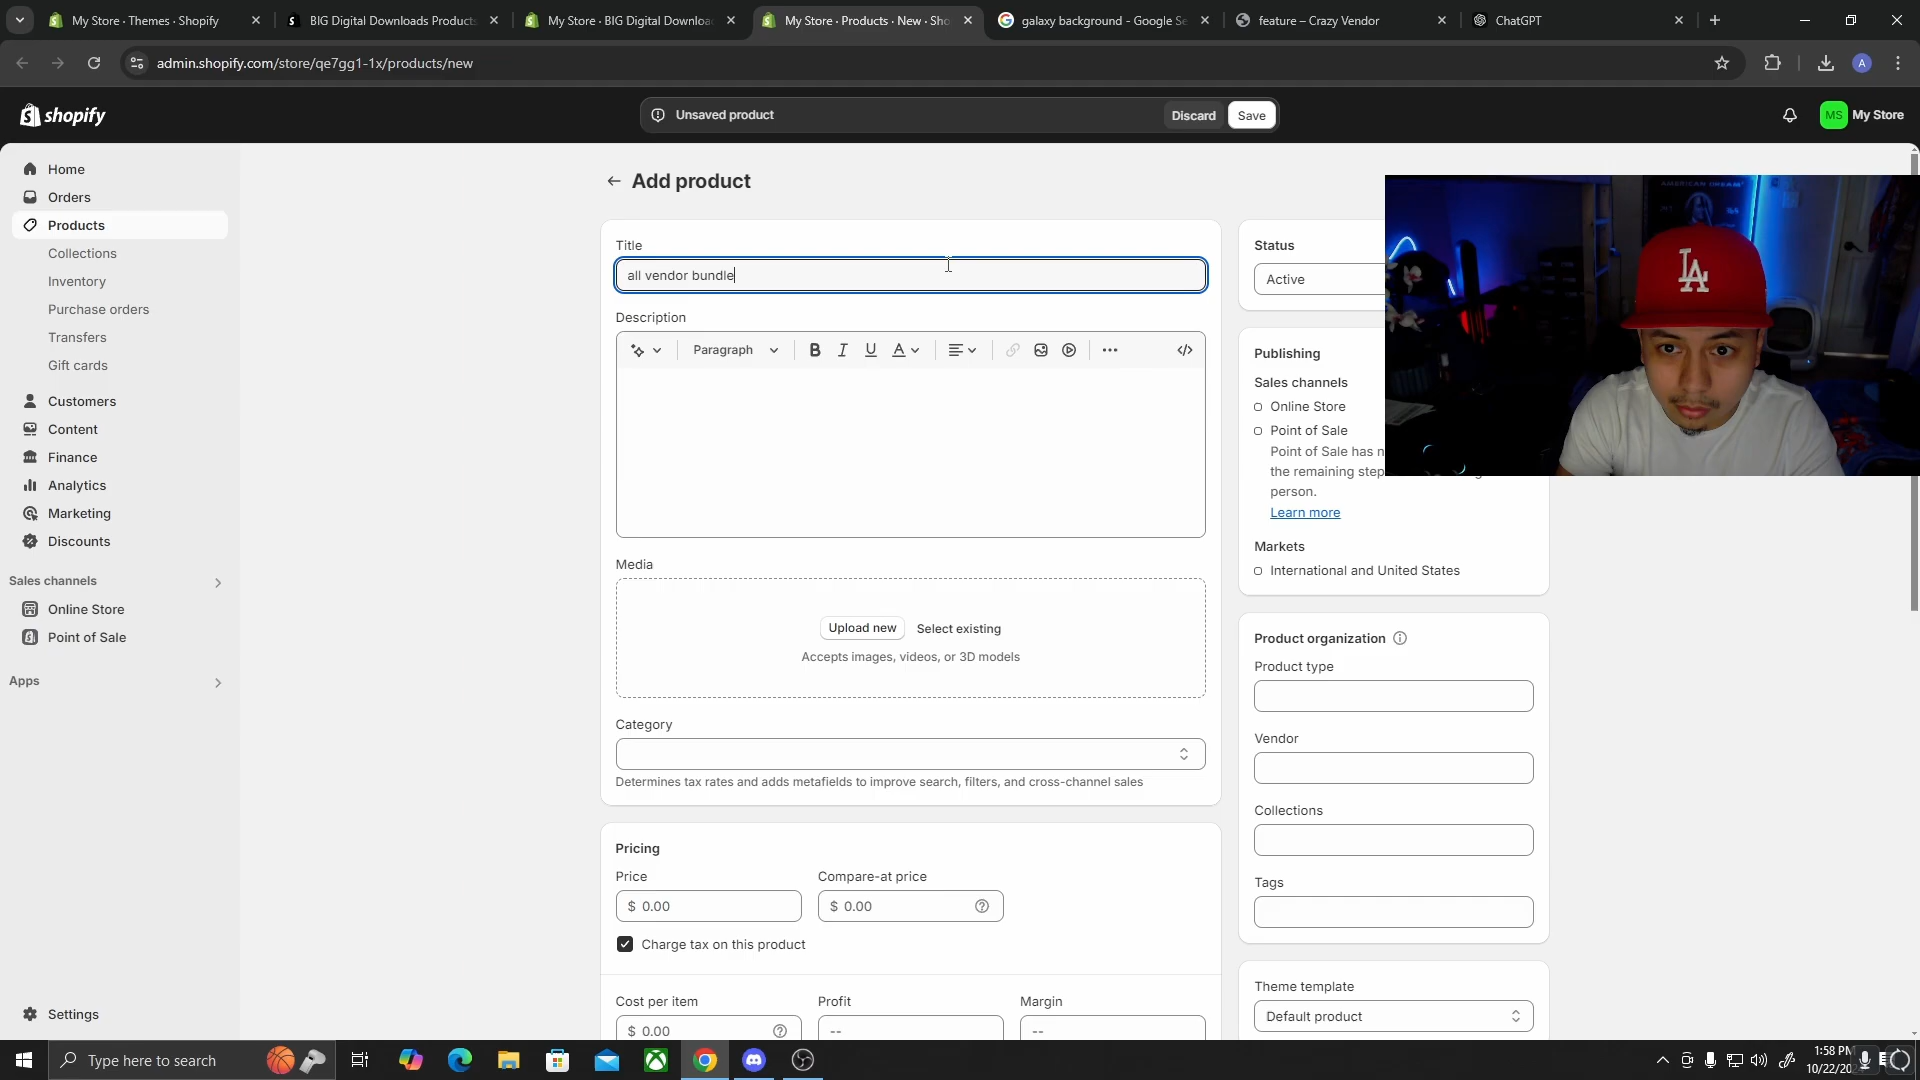 My Store · Themes · Shopify
BIG Digital Downloads Products
My Store · BIG Digital Downloa
My Store · Products · New · Sho
galaxy background - Google Se
feature – Crazy Vendor
ChatGPT
admin.shopify.com/store/qe7gg1-1x/products/new
A
shopify
Unsaved product
Discard
Save
MS
My Store
Home
Orders
Products
Collections
Inventory
Purchase orders
Transfers
Gift cards
Customers
Content
Finance
Analytics
Marketing
Discounts
Sales channels
Online Store
Point of Sale
Apps
Settings
Add product
Title
all vendor bundle
Description
Paragraph
B I U A
Media
Upload new
Select existing
Accepts images, videos, or 3D models
Category
Determines tax rates and adds metafields to improve search, filters, and cross-channel sales
Pricing
Price
Compare-at price
$ 0.00
$ 0.00
Charge tax on this product
Cost per item
Profit
Margin
$ 0.00
--
--
Status
Active
Publishing
Sales channels
Online Store
Point of Sale
Point of Sale has n
the remaining step
person.
Learn more
Markets
International and United States
Product organization
Product type
Vendor
Collections
Tags
Theme template
Default product
AMERICAN DREAM
LA
Type here to search
1:58 PM
10/22/20